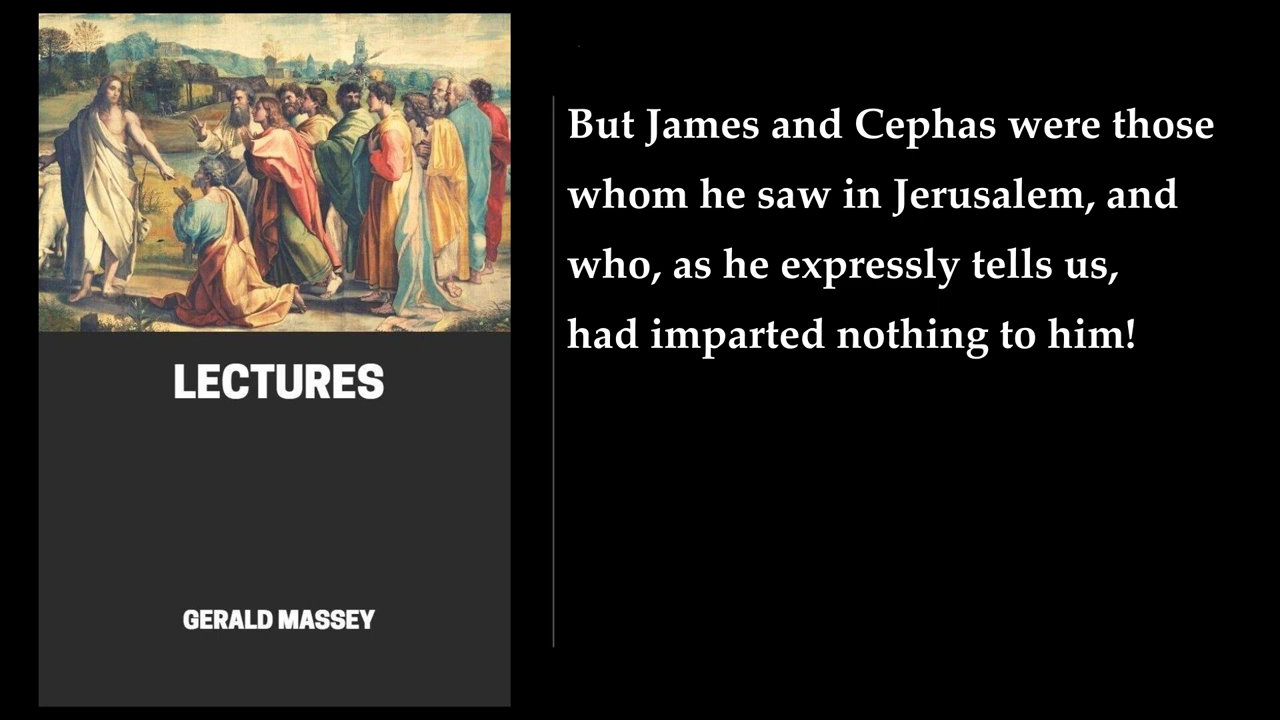 LECTURES
GERALD MASSEY
But James and Cephas were those
whom he saw in Jerusalem, and
who, as he expressly tells us,
had imparted nothing to him!